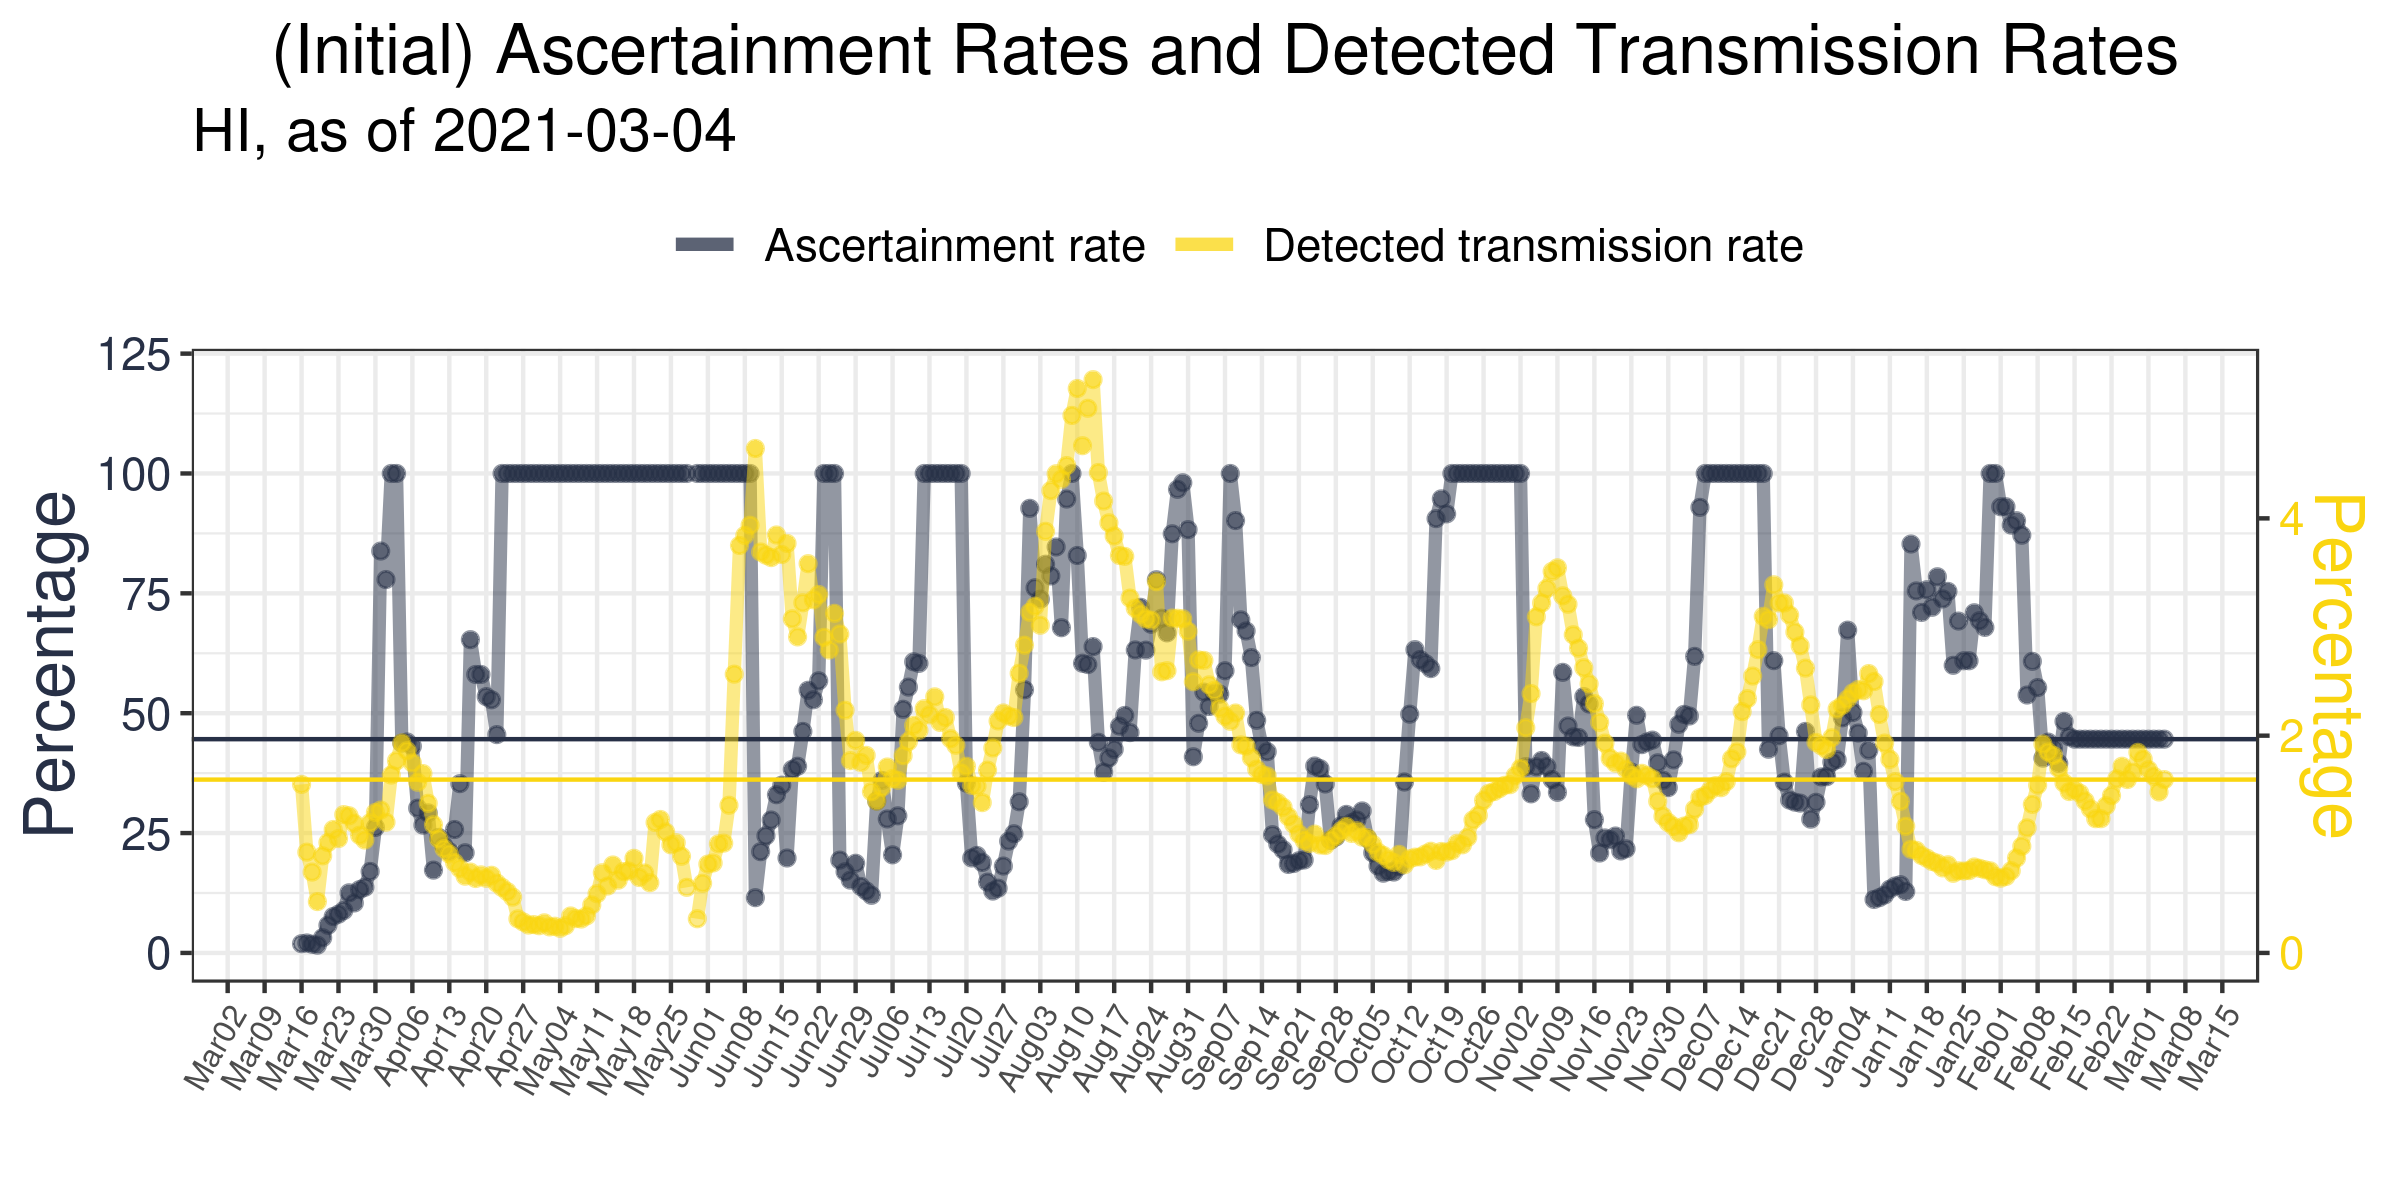 (Initial) Ascertainment Rates and Detected Transmission Rates
HI, as of 2021-03-04
Ascertainment rate
Detected transmission rate
Percentage
125
100
75
50
25
0
4
2
0
Percentage
Mar02
Mar09
Mar16
Mar23
Mar30
Apr06
Apr13
Apr20
Apr27
May04
May11
May18
May25
Jun01
Jun08
Jun15
Jun22
Jun29
Jul06
Jul13
Jul20
Jul27
Aug03
Aug10
Aug17
Aug24
Aug31
Sep07
Sep14
Sep21
Sep28
Oct05
Oct12
Oct19
Oct26
Nov02
Nov09
Nov16
Nov23
Nov30
Dec07
Dec14
Dec21
Dec28
Jan04
Jan11
Jan18
Jan25
Feb01
Feb08
Feb15
Feb22
Mar01
Mar08
Mar15